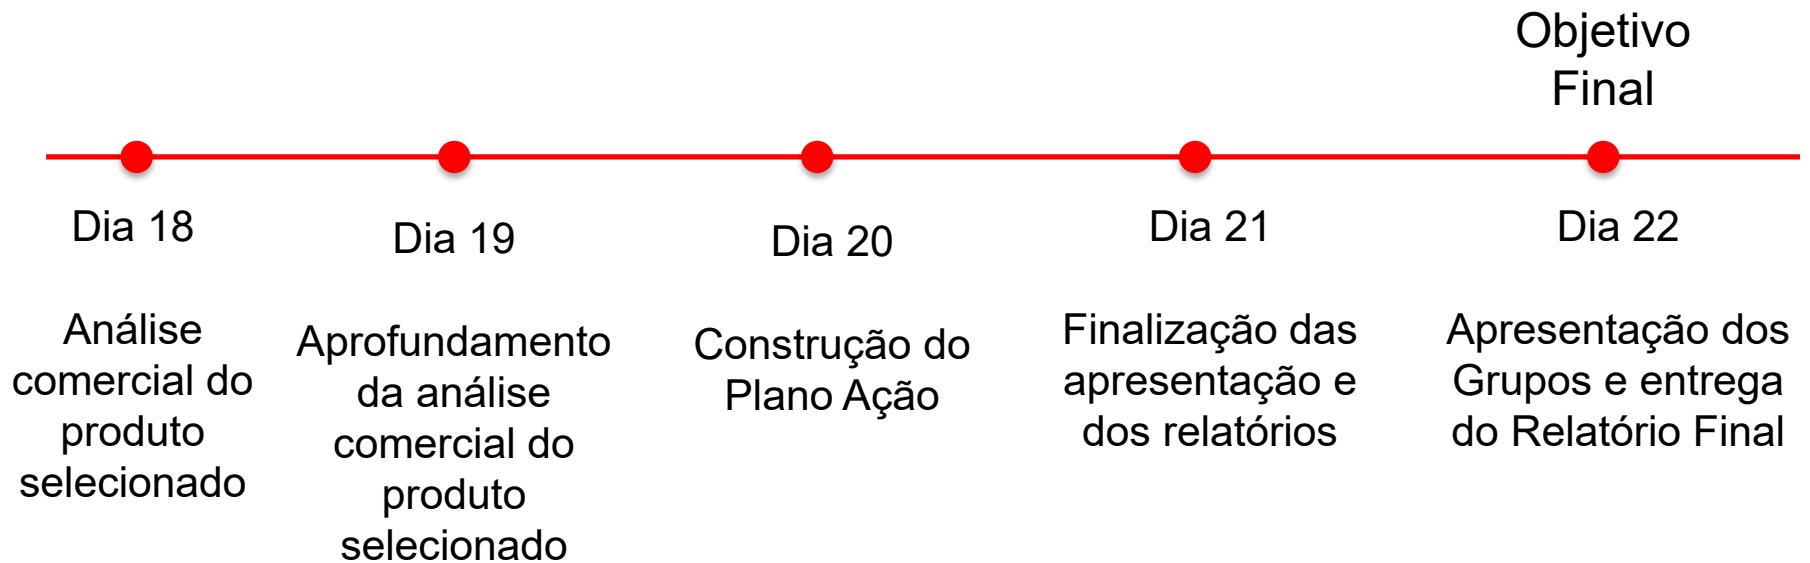 Objetivo
Final
Dia 18
Análise
comercial do
produto
selecionado
Dia 19
Aprofundamento
da análise
comercial do
produto
selecionado
Dia 20
Construção do
Plano Ação
Dia 21
Finalização das
apresentação e
dos relatórios
Dia 22
Apresentação dos
Grupos e entrega
do Relatório Final